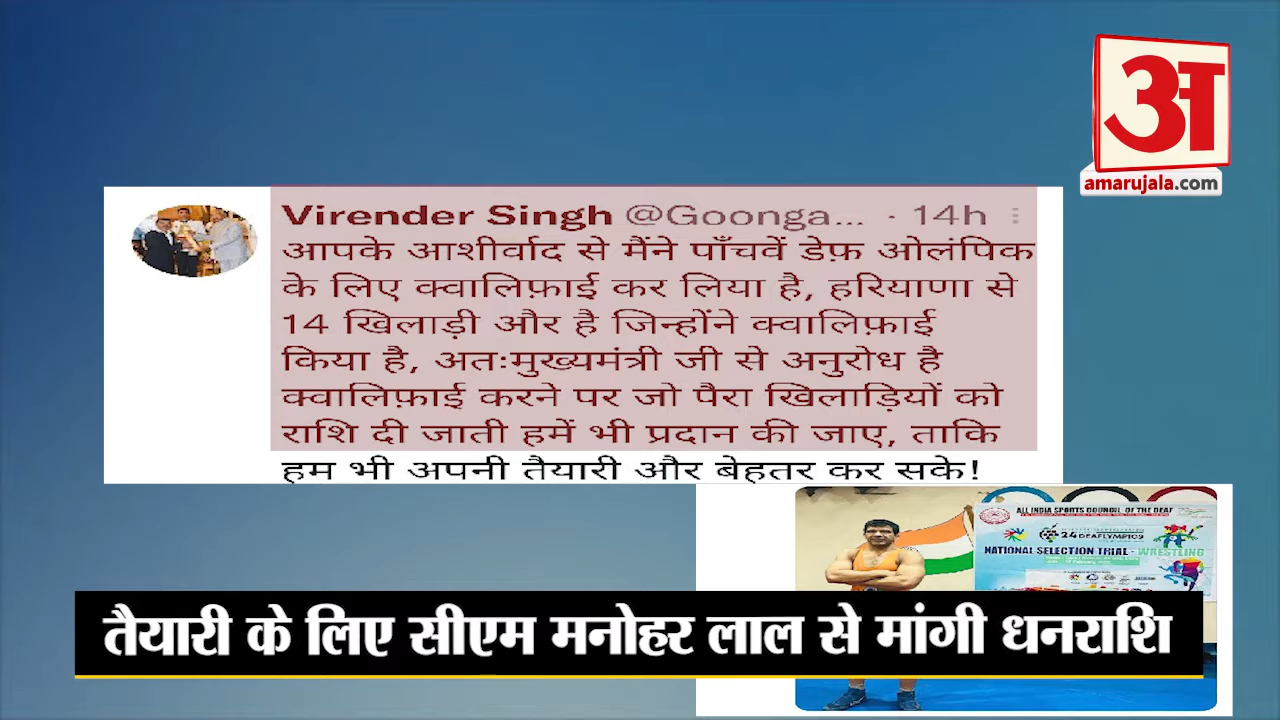 अ
amarujala.com
Virender Singh @Goonga... · 14h
आपके आशीर्वाद से मैंने पाँचवें डेफ़ ओलंपिक
के लिए क्वालिफ़ाई कर लिया है, हरियाणा से
14 खिलाड़ी और है जिन्होंने क्वालिफ़ाई
किया है, अतःमुख्यमंत्री जी से अनुरोध है
क्वालिफ़ाई करने पर जो पैरा खिलाड़ियों को
राशि दी जाती हमें भी प्रदान की जाए, ताकि
हम भी अपनी तैयारी और बेहतर कर सके!
ALL INDIA SPORTS COUNCIL OF THE DEAF
24 DEAFLYMPICS
NATIONAL SELECTION TRIAL - WRESTLING
तैयारी के लिए सीएम मनोहर लाल से मांगी धनराशि